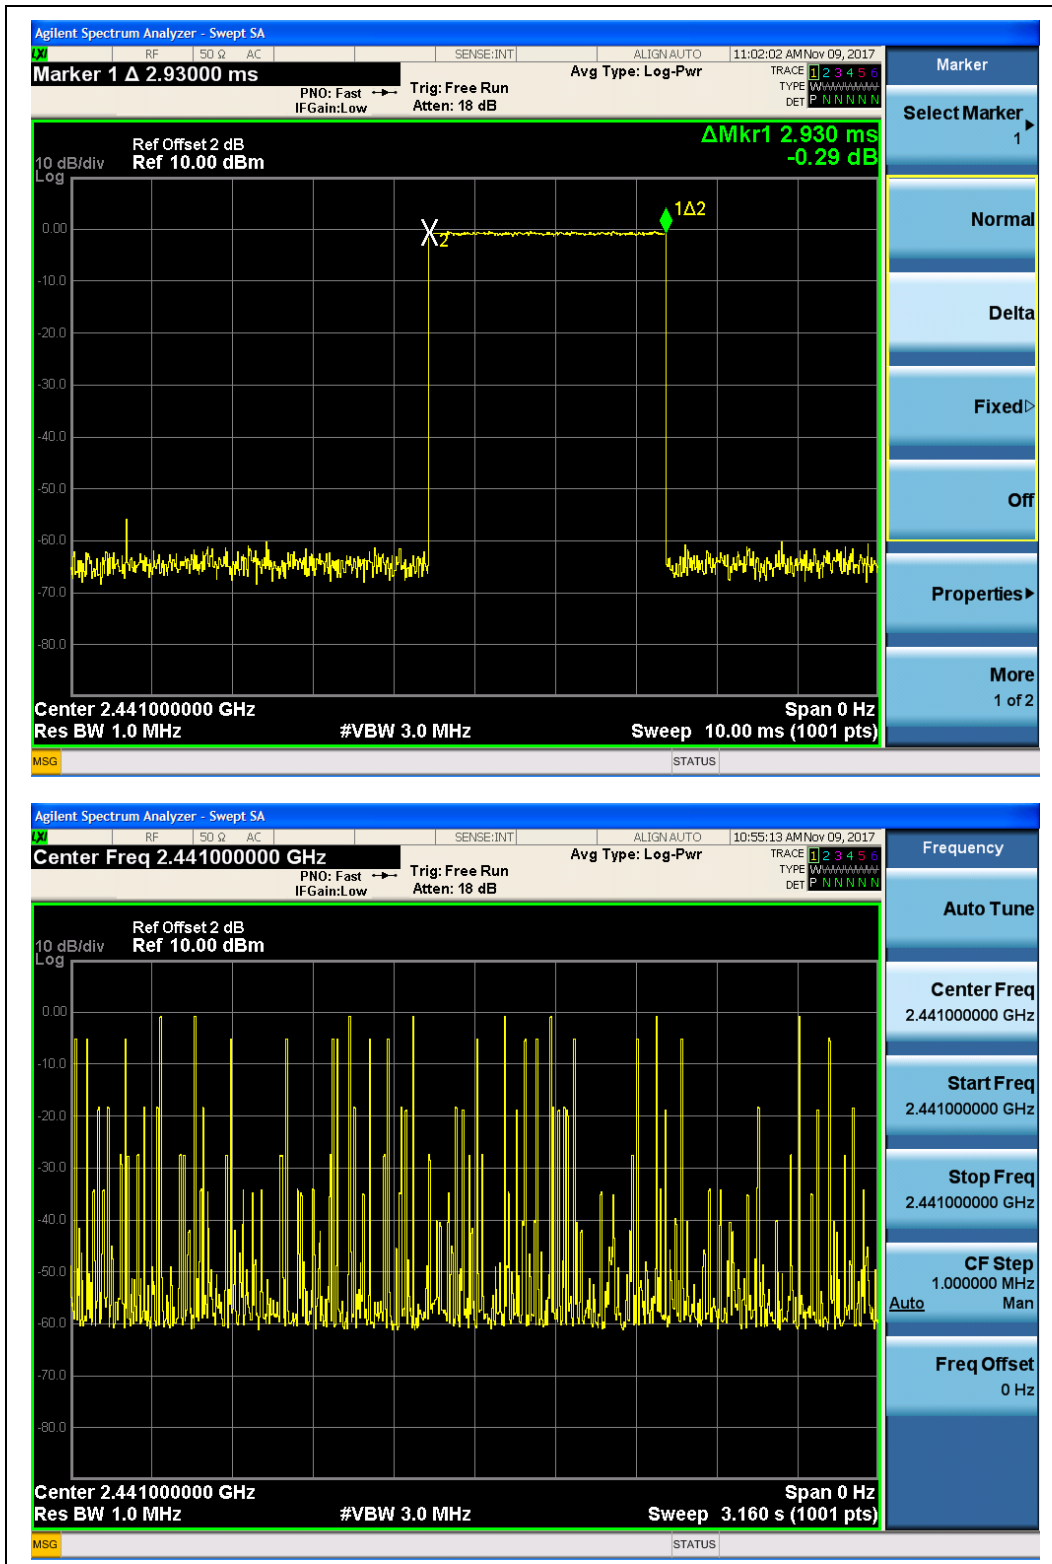 Agilent Spectrum Analyzer - Swept SA
LXI RF 50 Ω AC SENSE:INT ALIGN AUTO 11:02:02 AM Nov 09, 2017
Marker 1 Δ 2.93000 ms
PNO: Fast
IFGain:Low
Trig: Free Run
Atten: 18 dB
Avg Type: Log-Pwr
TRACE 1 2 3 4 5 6
TYPE
DET P N N N N N
ΔMkr1 2.930 ms
-0.29 dB
Ref Offset 2 dB
10 dB/div Ref 10.00 dBm
Log
0.00
-10.0
-20.0
-30.0
-40.0
-50.0
-60.0
-70.0
-80.0
2
1Δ2
Center 2.441000000 GHz Span 0 Hz
Res BW 1.0 MHz #VBW 3.0 MHz Sweep 10.00 ms (1001 pts)
MSG STATUS
Marker
Select Marker
1
Normal
Delta
Fixed
Off
Properties
More
1 of 2
Agilent Spectrum Analyzer - Swept SA
LXI RF 50 Ω AC SENSE:INT ALIGN AUTO 10:55:13 AM Nov 09, 2017
Center Freq 2.441000000 GHz
PNO: Fast
IFGain:Low
Trig: Free Run
Atten: 18 dB
Avg Type: Log-Pwr
TRACE 1 2 3 4 5 6
TYPE
DET P N N N N N
Ref Offset 2 dB
10 dB/div Ref 10.00 dBm
Log
0.00
-10.0
-20.0
-30.0
-40.0
-50.0
-60.0
-70.0
-80.0
Center 2.441000000 GHz Span 0 Hz
Res BW 1.0 MHz #VBW 3.0 MHz Sweep 3.160 s (1001 pts)
MSG STATUS
Frequency
Auto Tune
Center Freq
2.441000000 GHz
Start Freq
2.441000000 GHz
Stop Freq
2.441000000 GHz
CF Step
1.000000 MHz
Auto Man
Freq Offset
0 Hz